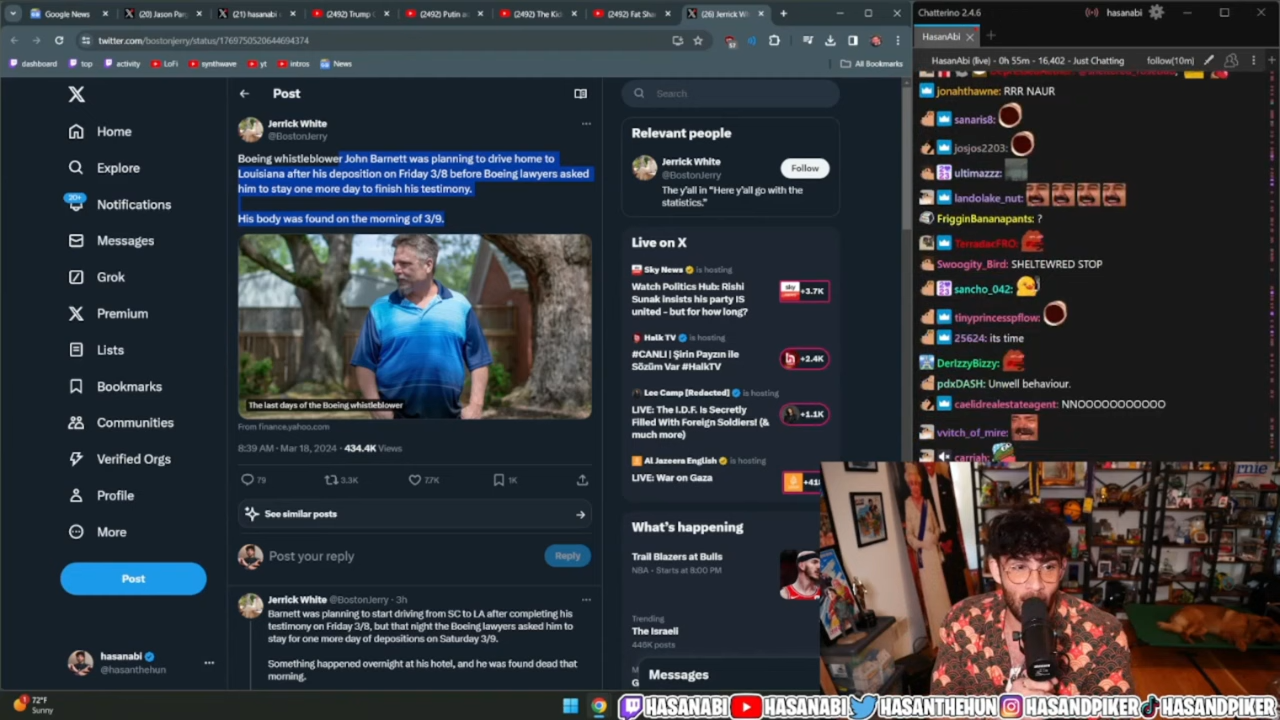 Google News
(20) Jason Par
(21) hasanabi
(2492) Trump
(2492) Putin a
(2492) The Kid
(2492) Fat Sha
(26) Jerrick W
twitter.com/bostonjerry/status/1769750520644694374
dashboard
top
activity
LoFi
synthwave
yt
intros
News
All Bookmarks
Home
Explore
20+
Notifications
Messages
Grok
Premium
Lists
Bookmarks
Communities
Verified Orgs
Profile
More
Post
hasanabi
@hasanthehun
72°F
Sunny
Post
Jerrick White
@BostonJerry
Boeing whistleblower John Barnett was planning to drive home to
Louisiana after his deposition on Friday 3/8 before Boeing lawyers asked
him to stay one more day to finish his testimony.
His body was found on the morning of 3/9.
The last days of the Boeing whistleblower
From finance.yahoo.com
8:39 AM · Mar 18, 2024 · 434.4K Views
79
3.3K
7.7K
1K
See similar posts
Post your reply
Reply
Jerrick White @BostonJerry · 3h
Barnett was planning to start driving from SC to LA after completing his
testimony on Friday 3/8, but that night the Boeing lawyers asked him to
stay for one more day of depositions on Saturday 3/9.
Something happened overnight at his hotel, and he was found dead that
morning.
Search
Relevant people
Jerrick White
@BostonJerry
Follow
The y'all in "Here y'all go with the
statistics."
Live on X
Sky News is hosting
Watch Politics Hub: Rishi
Sunak insists his party IS
united – but for how long?
sky
+3.7K
Halk TV is hosting
#CANLI | Şirin Payzın ile
Sözüm Var #HalkTV
+2.4K
Lee Camp [Redacted] is hosting
LIVE: The I.D.F. Is Secretly
Filled With Foreign Soldiers! (&
much more)
+1.1K
Al Jazeera English is hosting
LIVE: War on Gaza
What's happening
Trail Blazers at Bulls
NBA · Starts at 8:00 PM
Trending
The Israeli
Messages
Chatterino 2.4.6
hasanabi
HasanAbi
HasanAbi (live) - 0h 55m - 16,402 - Just Chatting
follow(10m)
jonahthawne: RRR NAUR
sanaris8:
josjos2203:
ultimazzz:
landolake_nut:
FrigginBananapants: ?
TerradacFRO:
Swoogity_Bird: SHELTEWRED STOP
sancho_042:
tinyprincesspflow:
25624: its time
DerIzzyBizzy:
pdxDASH: Unwell behaviour.
caelidrealestateagent: NNOOOOOOOOOOO
vvitch_of_mire:
carriah:
HASANABI
HASANABI
HASANTHEHUN
HASANDPIKER
HASANDPIKER